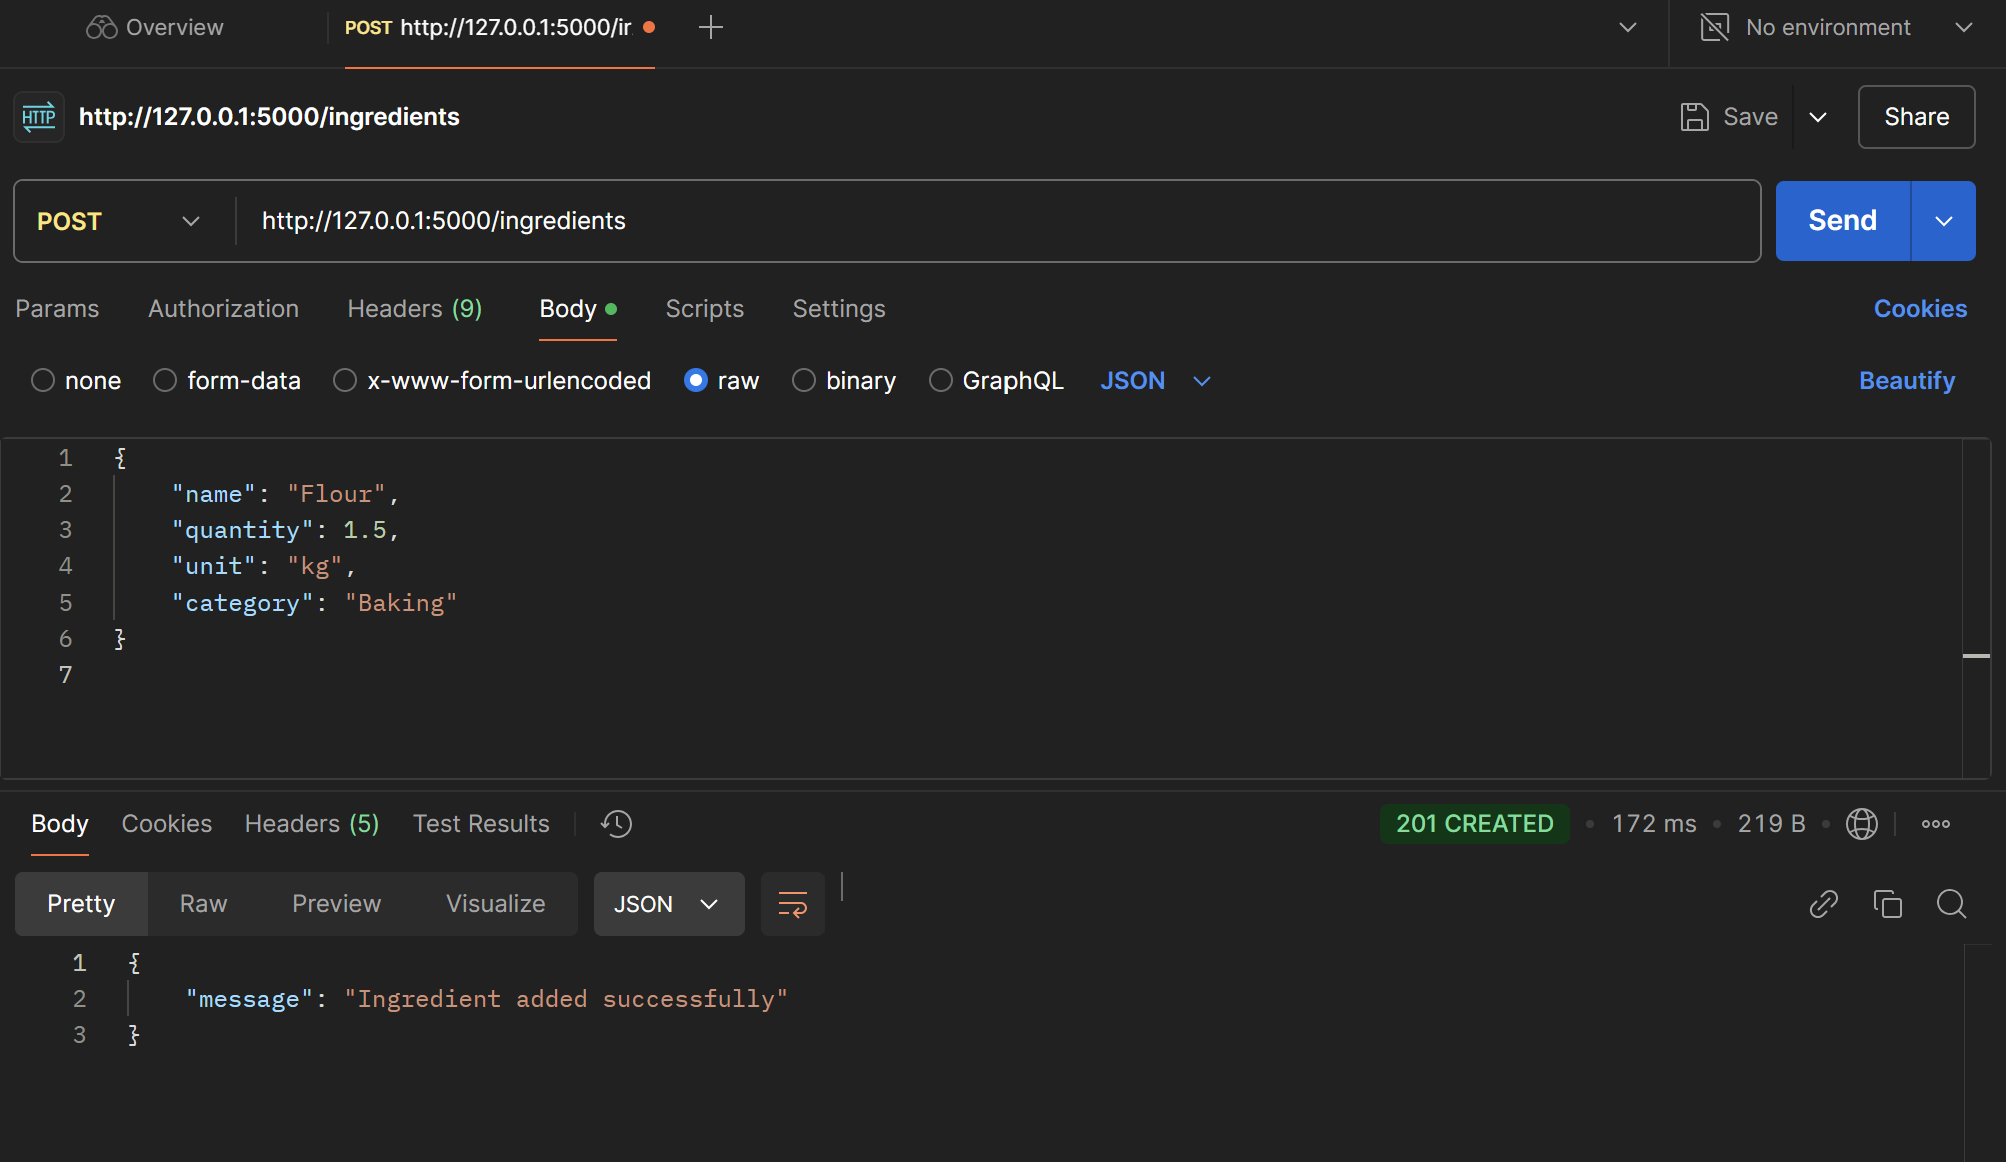 Overview
POST http://127.0.0.1:5000/ir
No environment
HTTP http://127.0.0.1:5000/ingredients
Save
Share
POST http://127.0.0.1:5000/ingredients
Send
Params Authorization Headers (9) Body Scripts Settings Cookies
none form-data x-www-form-urlencoded raw binary GraphQL JSON Beautify
1 {
2 "name": "Flour",
3 "quantity": 1.5,
4 "unit": "kg",
5 "category": "Baking"
6 }
7
Body Cookies Headers (5) Test Results 201 CREATED • 172 ms • 219 B •
Pretty Raw Preview Visualize JSON
1 {
2 "message": "Ingredient added successfully"
3 }